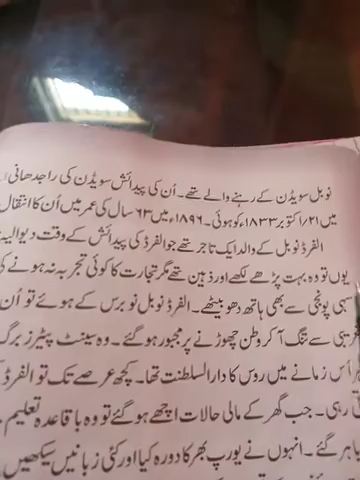 نوبل سویڈن کے رہنے والے تھے۔ اُن کی پیدائش سویڈن کی راجدھانی
میں ۲۱/اکتوبر ۱۸۳۳ء کو ہوئی۔ ۱۸۹۶ء میں ۶۳ سال کی عمر میں اُن کا انتقال
الفرڈ نوبل کے والد ایک تاجر تھے جو الفرڈ کی پیدائش کے وقت دیوالیہ
یوں تو وہ بہت پڑھے لکھے اور ذہین تھے مگر تجارت کا کوئی تجربہ نہ ہونے کی
سہی پونجی سے بھی ہاتھ دھو بیٹھے۔ الفرڈ نوبل نو برس کے ہوئے تو اُن
غریبی سے تنگ آ کر وطن چھوڑنے پر مجبور ہو گئے۔ وہ سینٹ پیٹرز برگ
اُس زمانے میں روس کا دارالسلطنت تھا۔ کچھ عرصے تک تو الفرڈ
رہی۔ جب گھر کے مالی حالات اچھے ہو گئے تو وہ باقاعدہ تعلیم
باہر گئے۔ انہوں نے یورپ بھر کا دورہ کیا اور کئی زبانیں سیکھیں